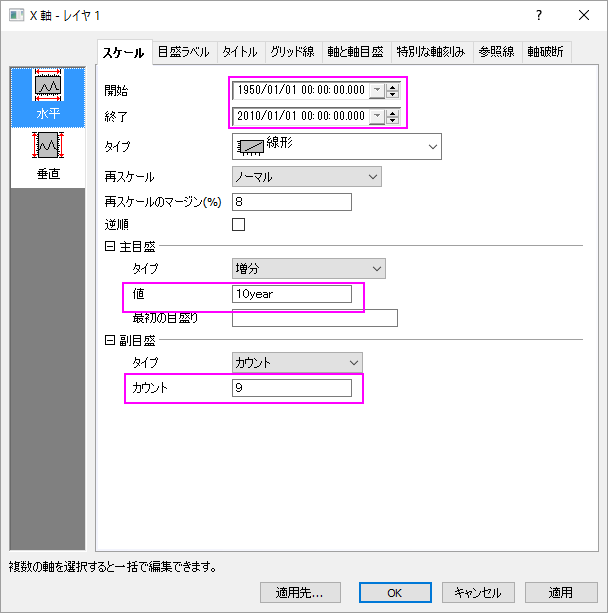 X 軸 - レイヤ 1
?
スケール 目盛ラベル タイトル グリッド線 軸と軸目盛 特別な軸刻み 参照線 軸破断
水平
垂直
開始 1950/01/01 00:00:00.000
終了 2010/01/01 00:00:00.000
タイプ 線形
再スケール ノーマル
再スケールのマージン(%) 8
逆順
主目盛
タイプ 増分
値 10year
最初の目盛り
副目盛
タイプ カウント
カウント 9
複数の軸を選択すると一括で編集できます。
適用先... OK キャンセル 適用